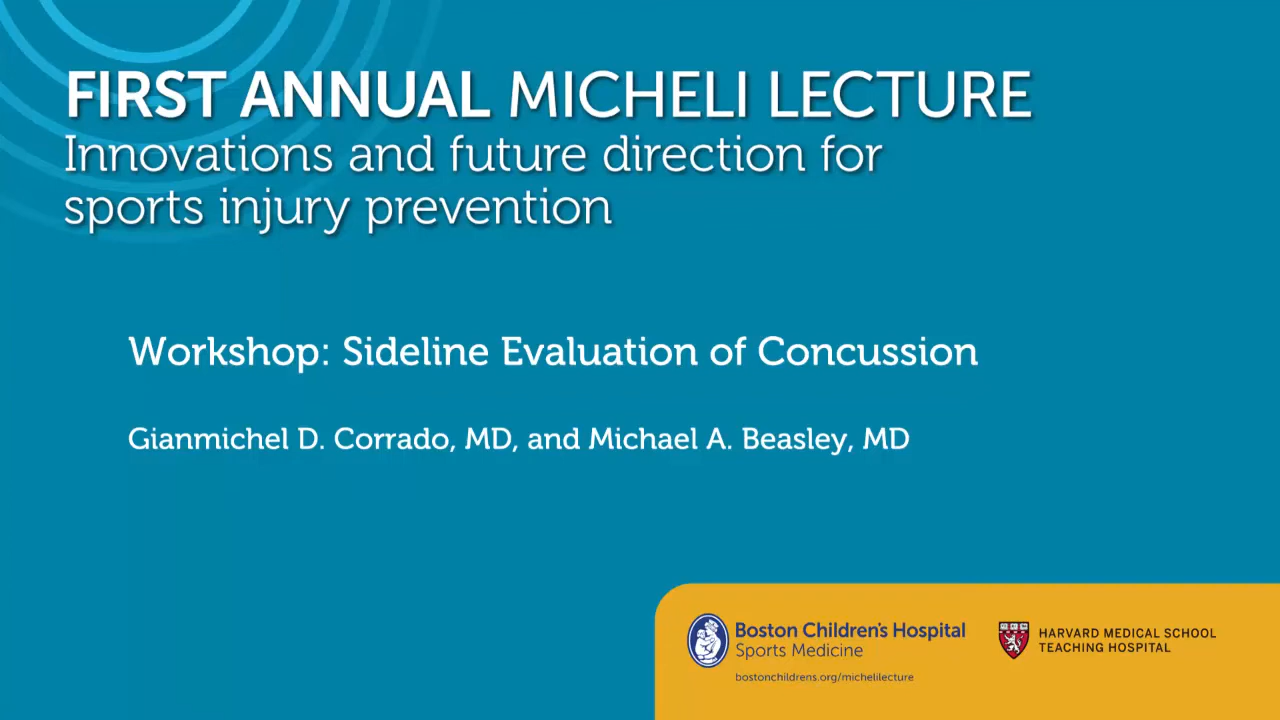 FIRST ANNUAL MICHELI LECTURE
Innovations and future direction for
sports injury prevention
Workshop: Sideline Evaluation of Concussion
Gianmichel D. Corrado, MD, and Michael A. Beasley, MD
Boston Children's Hospital
Sports Medicine
bostonchildrens.org/michelilecture
HARVARD MEDICAL SCHOOL
TEACHING HOSPITAL